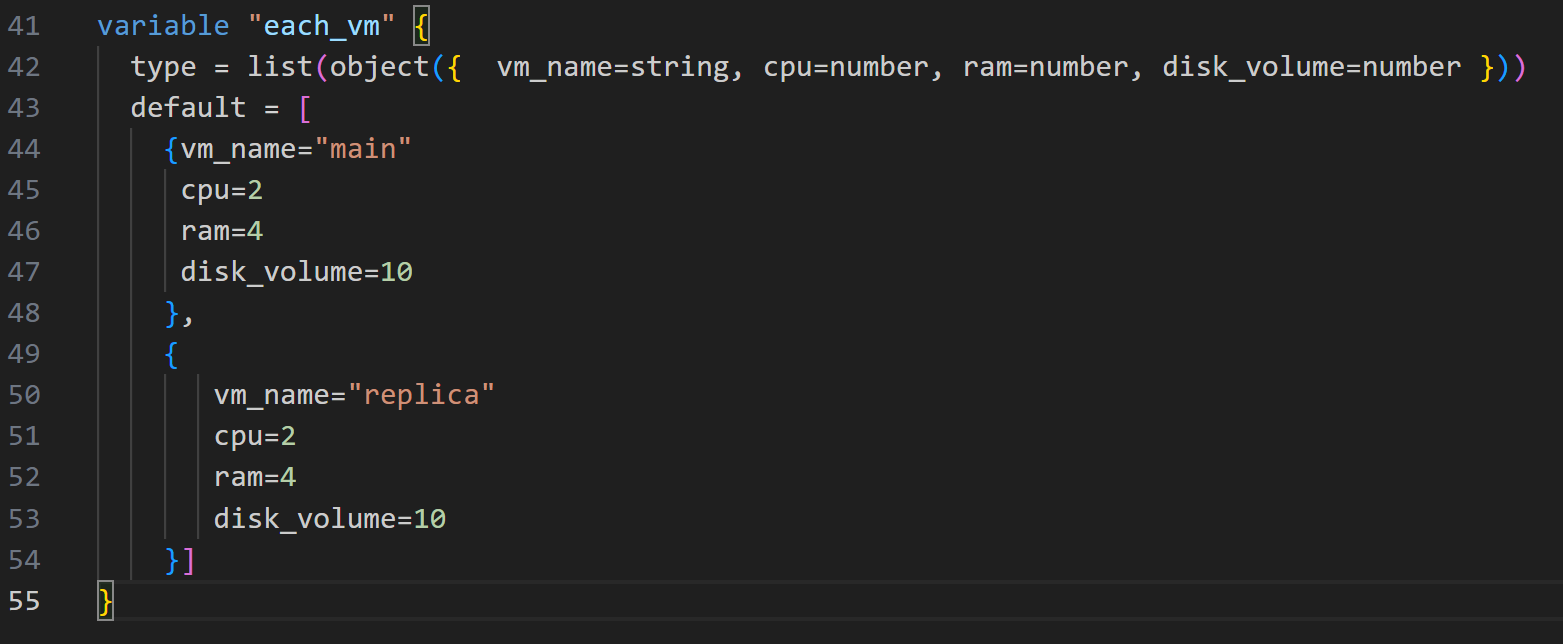 41 variable "each_vm" {
42   type = list(object({  vm_name=string, cpu=number, ram=number, disk_volume=number }))
43   default = [
44     {vm_name="main"
45      cpu=2
46      ram=4
47      disk_volume=10
48     },
49     {
50        vm_name="replica"
51        cpu=2
52        ram=4
53        disk_volume=10
54     }]
55 }